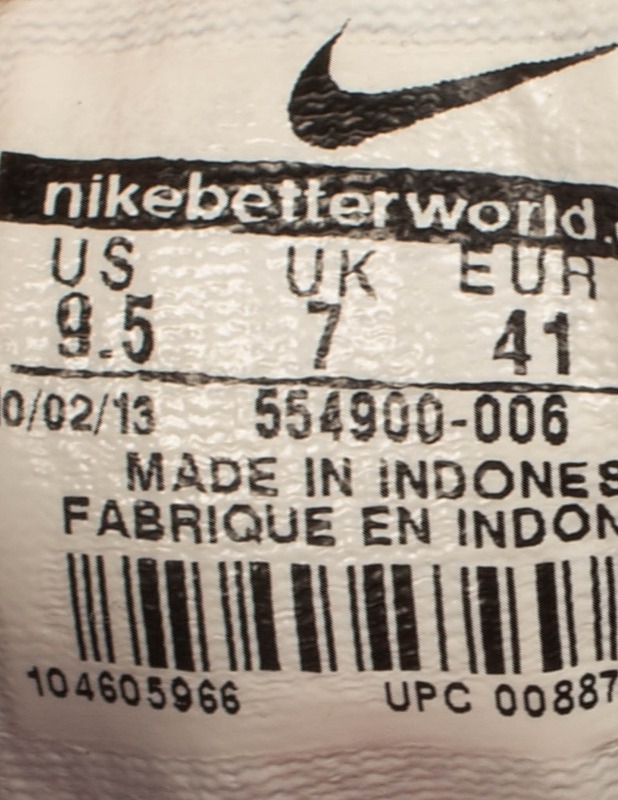 nikebetterworld.
US UK EUR
9.5 7 41
0/02/13 554900-006
MADE IN INDONES
FABRIQUE EN INDON
104605966 UPC 00887